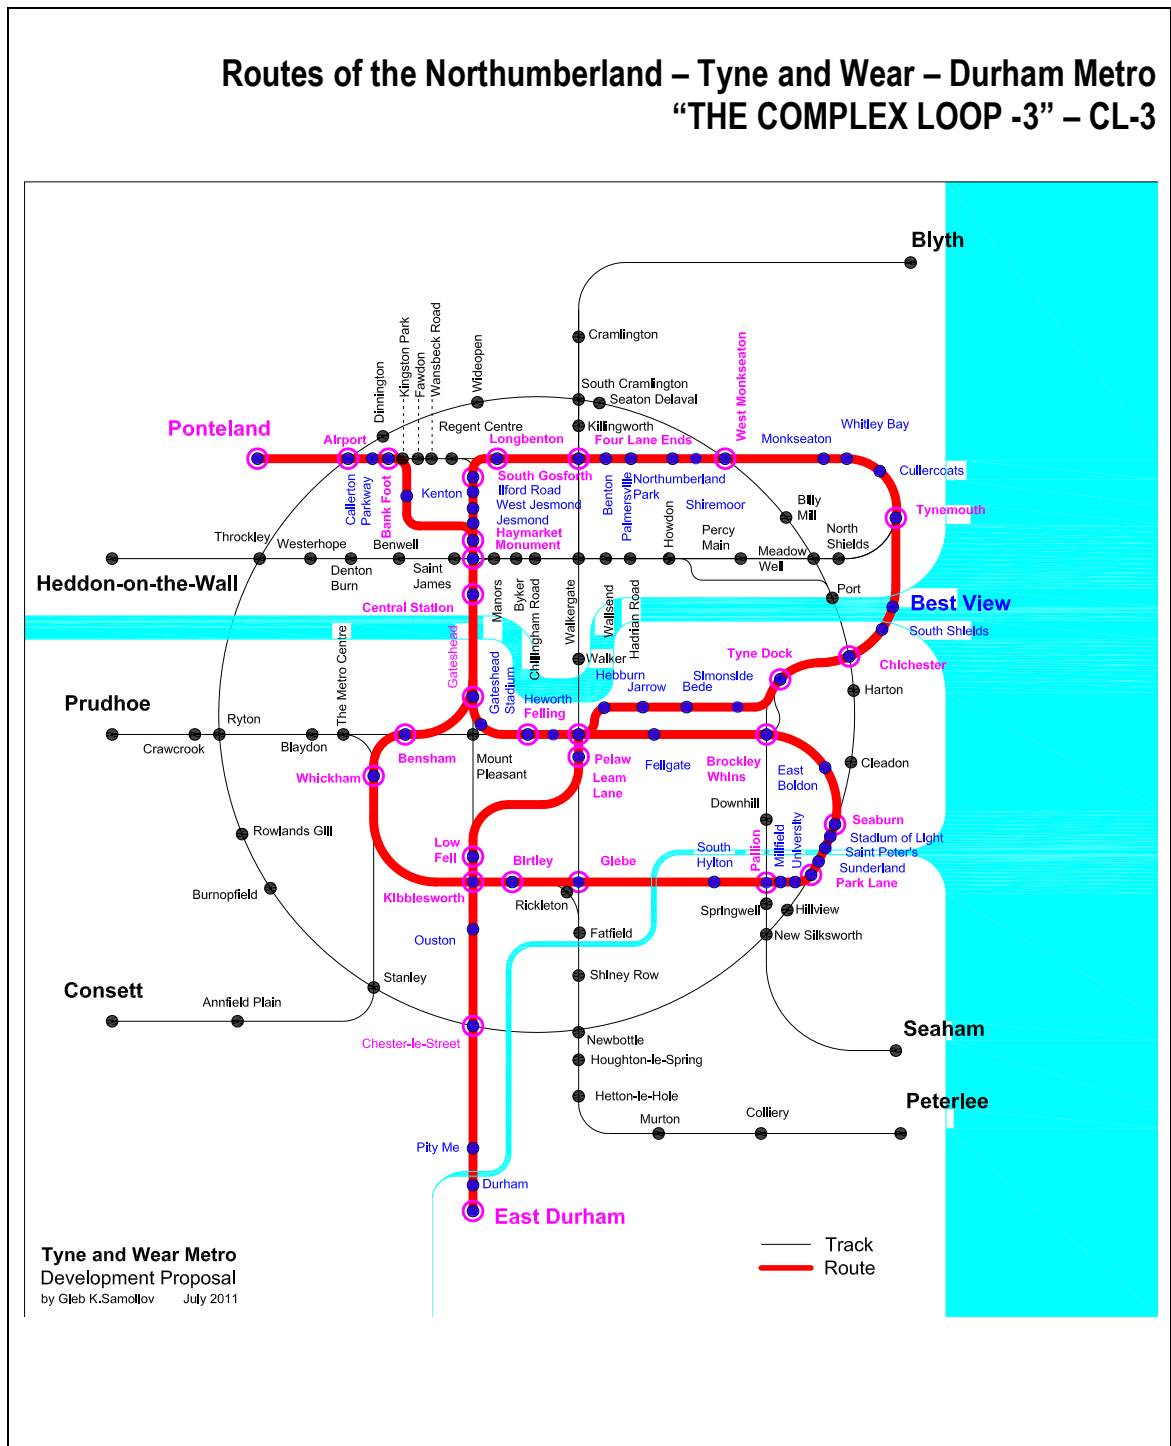 Routes of the Northumberland – Tyne and Wear – Durham Metro
“THE COMPLEX LOOP -3” – CL-3
Blyth
Cramlington
South Cramlington
Seaton Delaval
Killingworth
Wideopen
Dinnington
Kingston Park
Fawdon
Wansbeck Road
Regent Centre
Ponteland
Airport
Callerton
Parkway
Bank Foot
Kenton
Longbenton
South Gosforth
Ilford Road
West Jesmond
Jesmond
Haymarket
Monument
Four Lane Ends
Benton
Palmersville
Northumberland
Park
Shiremoor
West Monkseaton
Monkseaton
Whitley Bay
Cullercoats
Tynemouth
Billy
Mill
North
Shields
Meadow
Well
Percy
Main
Howdon
Port
Throckley
Westerhope
Denton
Burn
Benwell
Saint
James
Heddon-on-the-Wall
Central Station
Manors
Byker
Chillingham Road
Walkergate
Wallsend
Hadrian Road
Walker
Best View
South Shields
Chichester
Harton
Cleadon
Tyne Dock
Simonside
Bede
Jarrow
Hebburn
Heworth
Felling
Gateshead
Gateshead
Stadium
The Metro Centre
Prudhoe
Crawcrook
Ryton
Blaydon
Bensham
Whickham
Mount
Pleasant
Pelaw
Leam
Lane
Fellgate
Brockley
Whins
East
Boldon
Downhill
Seaburn
Stadium of Light
Saint Peter's
Sunderland
Park Lane
University
Millfield
Pallion
South
Hylton
Glebe
Birtley
Low
Fell
Kibblesworth
Rickleton
Rowlands Gill
Burnopfield
Springwell
Hillview
New Silksworth
Fatfield
Shiney Row
Ouston
Stanley
Consett
Annfield Plain
Chester-le-Street
Newbottle
Houghton-le-Spring
Hetton-le-Hole
Murton
Colliery
Seaham
Peterlee
Pity Me
Durham
East Durham
Track
Route
Tyne and Wear Metro
Development Proposal
by Gleb K.Samoilov July 2011